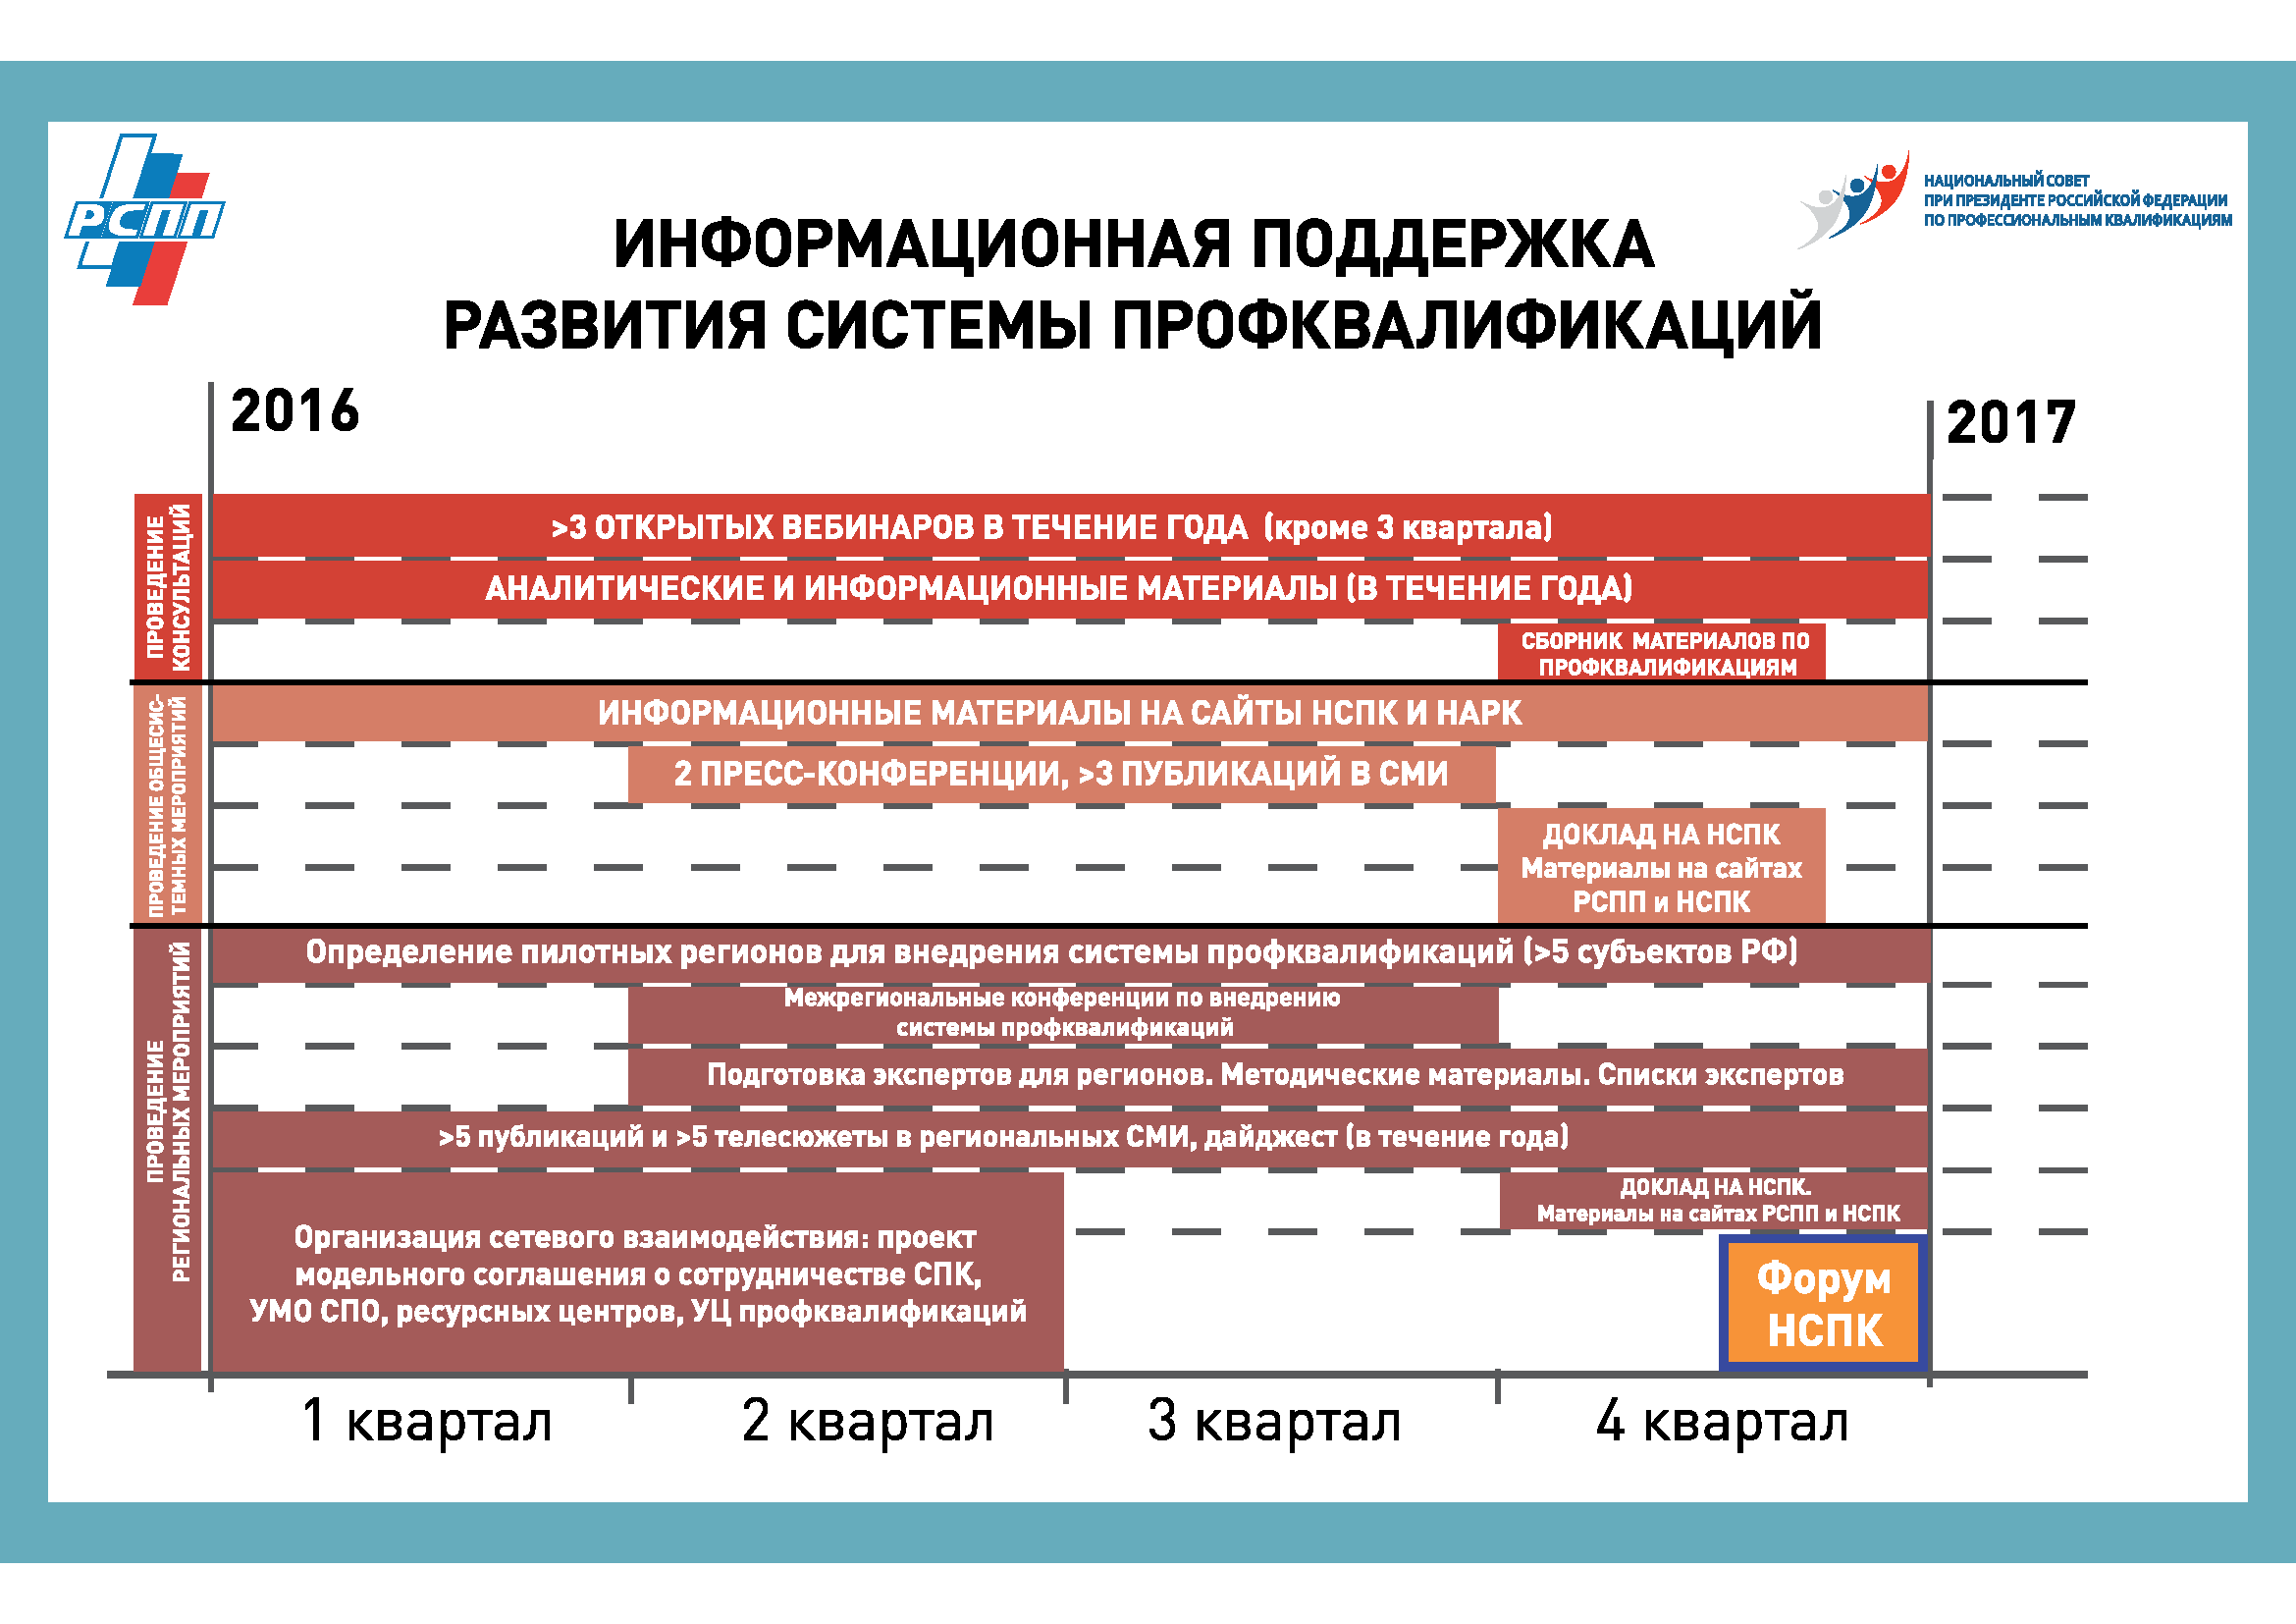 РСПП
НАЦИОНАЛЬНЫЙ СОВЕТ
ПРИ ПРЕЗИДЕНТЕ РОССИЙСКОЙ ФЕДЕРАЦИИ
ПО ПРОФЕССИОНАЛЬНЫМ КВАЛИФИКАЦИЯМ
ИНФОРМАЦИОННАЯ ПОДДЕРЖКА
РАЗВИТИЯ СИСТЕМЫ ПРОФКВАЛИФИКАЦИЙ
2016
2017
ПРОВЕДЕНИЕ
КОНСУЛЬТАЦИЙ
>3 ОТКРЫТЫХ ВЕБИНАРОВ В ТЕЧЕНИЕ ГОДА (кроме 3 квартала)
АНАЛИТИЧЕСКИЕ И ИНФОРМАЦИОННЫЕ МАТЕРИАЛЫ (В ТЕЧЕНИЕ ГОДА)
СБОРНИК МАТЕРИАЛОВ ПО
ПРОФКВАЛИФИКАЦИЯМ
ПРОВЕДЕНИЕ ОБЩЕСИС-
ТЕМНЫХ МЕРОПРИЯТИЙ
ИНФОРМАЦИОННЫЕ МАТЕРИАЛЫ НА САЙТЫ НСПК И НАРК
2 ПРЕСС-КОНФЕРЕНЦИИ, >3 ПУБЛИКАЦИЙ В СМИ
ДОКЛАД НА НСПК
Материалы на сайтах
РСПП и НСПК
ПРОВЕДЕНИЕ
РЕГИОНАЛЬНЫХ МЕРОПРИЯТИЙ
Определение пилотных регионов для внедрения системы профквалификаций (>5 субъектов РФ)
Межрегиональные конференции по внедрению
системы профквалификаций
Подготовка экспертов для регионов. Методические материалы. Списки экспертов
>5 публикаций и >5 телесюжеты в региональных СМИ, дайджест (в течение года)
ДОКЛАД НА НСПК.
Материалы на сайтах РСПП и НСПК
Организация сетевого взаимодействия: проект
модельного соглашения о сотрудничестве СПК,
УМО СПО, ресурсных центров, УЦ профквалификаций
Форум
НСПК
1 квартал
2 квартал
3 квартал
4 квартал